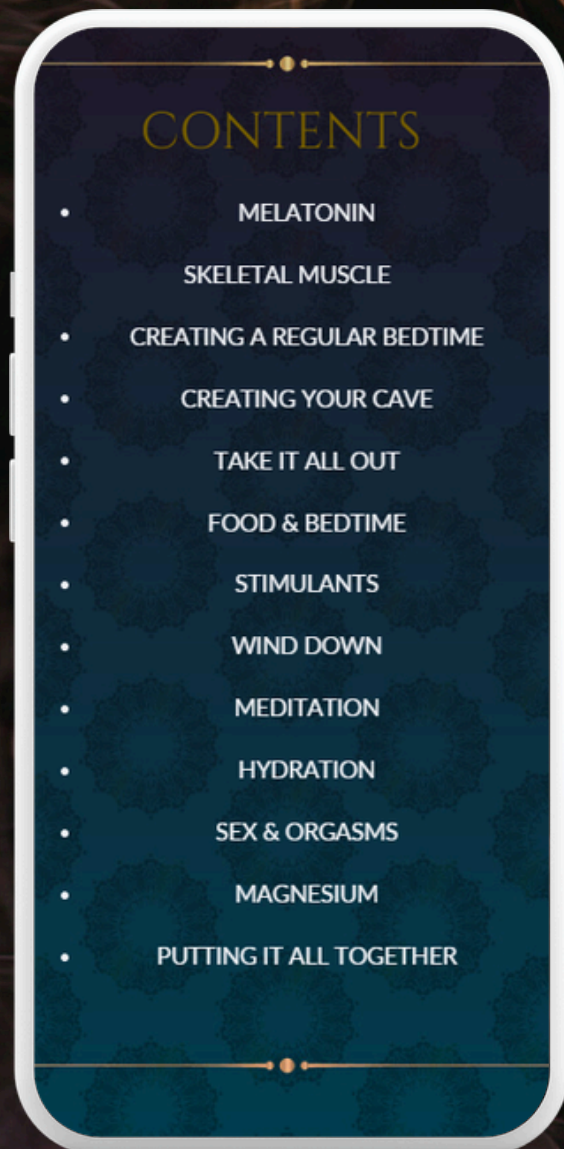 CONTENTS
• MELATONIN
SKELETAL MUSCLE
• CREATING A REGULAR BEDTIME
• CREATING YOUR CAVE
• TAKE IT ALL OUT
• FOOD & BEDTIME
• STIMULANTS
• WIND DOWN
• MEDITATION
• HYDRATION
• SEX & ORGASMS
• MAGNESIUM
• PUTTING IT ALL TOGETHER